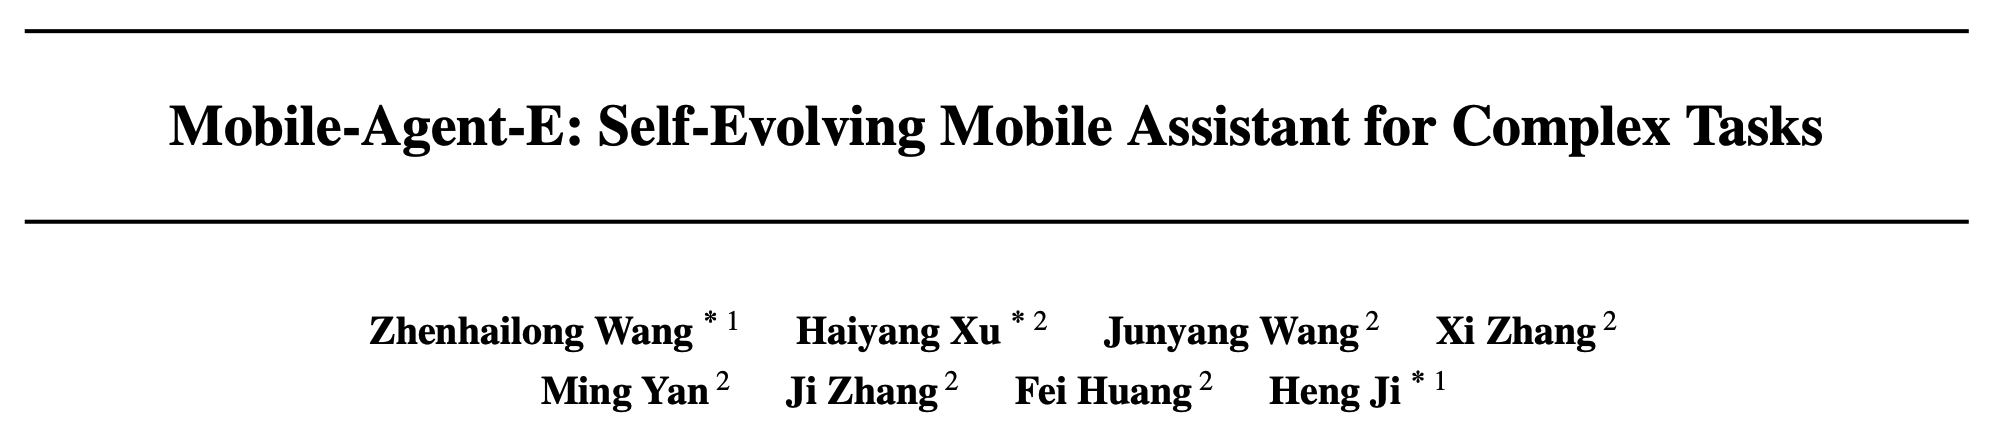 Mobile-Agent-E: Self-Evolving Mobile Assistant for Complex Tasks
Zhenhailong Wang * 1 Haiyang Xu * 2 Junyang Wang 2 Xi Zhang 2
Ming Yan 2 Ji Zhang 2 Fei Huang 2 Heng Ji * 1